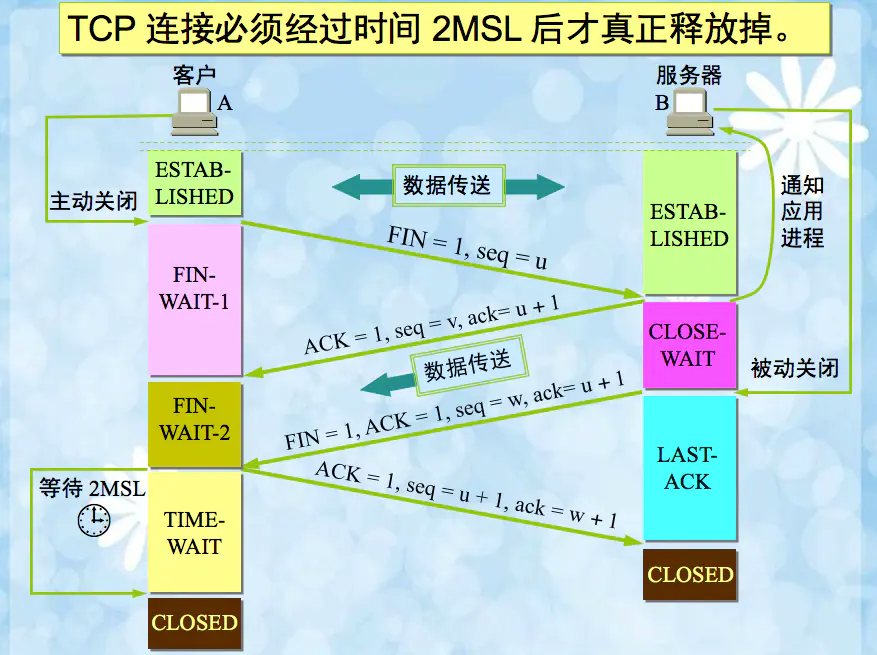 TCP 连接必须经过时间 2MSL 后才真正释放掉。
客户
A
服务器
B
ESTAB-
LISHED
数据传送
主动关闭
ESTAB-
LISHED
通知
应用
进程
FIN = 1, seq = u
FIN-
WAIT-1
ACK = 1, seq = v, ack= u + 1
CLOSE-
WAIT
数据传送
被动关闭
FIN-
WAIT-2
FIN = 1, ACK = 1, seq = w, ack= u + 1
LAST-
ACK
ACK = 1, seq = u + 1, ack = w + 1
等待 2MSL
TIME-
WAIT
CLOSED
CLOSED